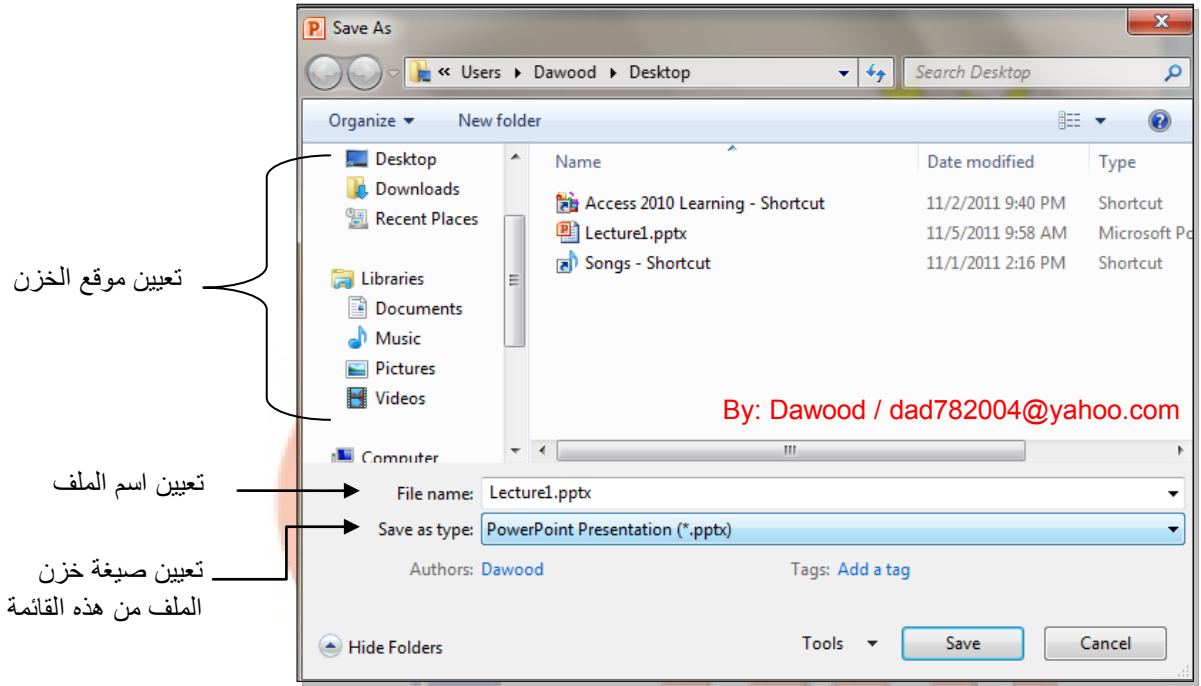 Save As
« Users Dawood Desktop
Search Desktop
Organize
New folder
Desktop
Downloads
Recent Places
Libraries
Documents
Music
Pictures
Videos
Computer
Name
Date modified
Type
Access 2010 Learning - Shortcut
11/2/2011 9:40 PM
Shortcut
Lecture1.pptx
11/5/2011 9:58 AM
Microsoft Po
Songs - Shortcut
11/1/2011 2:16 PM
Shortcut
By: Dawood / dad782004@yahoo.com
تعيين موقع الخزن
تعيين اسم الملف
File name: Lecture1.pptx
Save as type: PowerPoint Presentation (*.pptx)
تعيين صيغة خزن
الملف من هذه القائمة
Authors: Dawood
Tags: Add a tag
Hide Folders
Tools
Save
Cancel